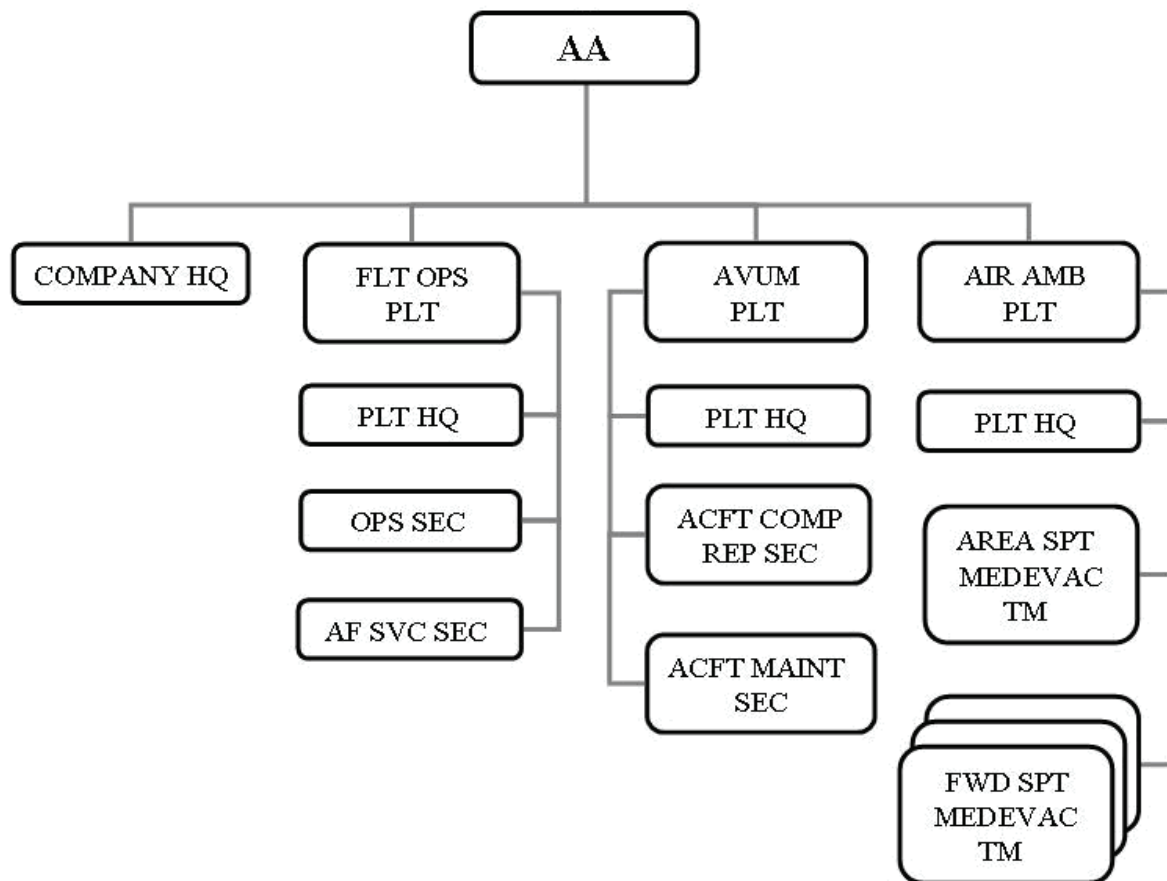 AA
COMPANY HQ
FLT OPS
PLT
AVUM
PLT
AIR AMB
PLT
PLT HQ
PLT HQ
PLT HQ
OPS SEC
ACFT COMP
REP SEC
AREA SPT
MEDEVAC
TM
AF SVC SEC
ACFT MAINT
SEC
FWD SPT
MEDEVAC
TM